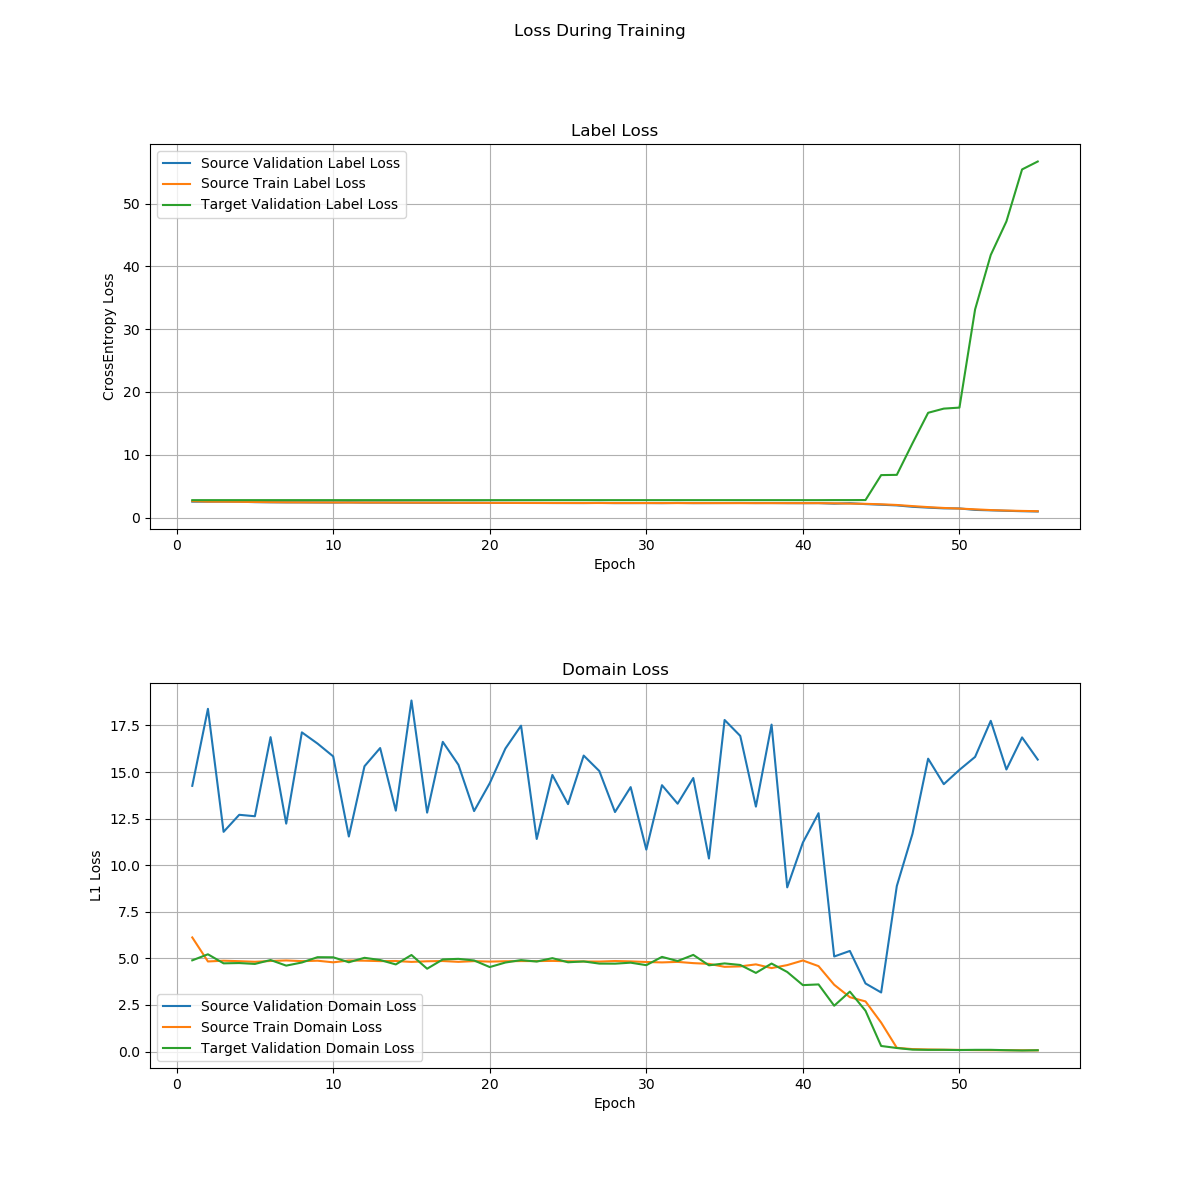 Loss During Training
Label Loss
Source Validation Label Loss
Source Train Label Loss
Target Validation Label Loss
CrossEntropy Loss
50
40
30
20
10
0
0 10 20 30 40 50
Epoch
Domain Loss
L1 Loss
17.5
15.0
12.5
10.0
7.5
5.0
2.5
0.0
Source Validation Domain Loss
Source Train Domain Loss
Target Validation Domain Loss
0 10 20 30 40 50
Epoch